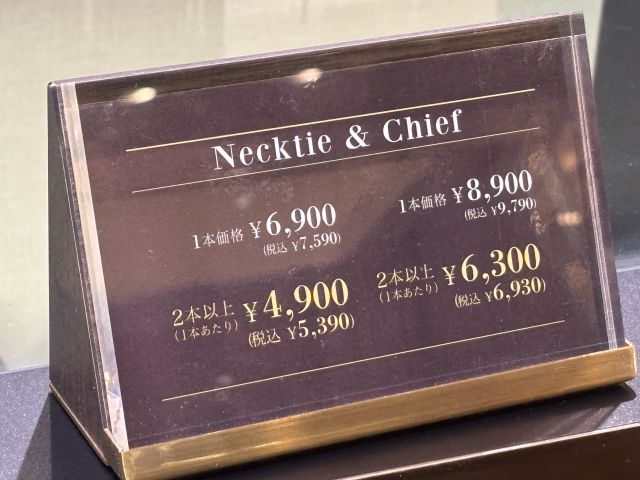 Necktie & Chief
1本価格 ¥6,900
(税込 ¥7,590)
1本価格 ¥8,900
(税込 ¥9,790)
2本以上 ¥4,900
(1本あたり) (税込 ¥5,390)
2本以上 ¥6,300
(1本あたり) (税込 ¥6,930)